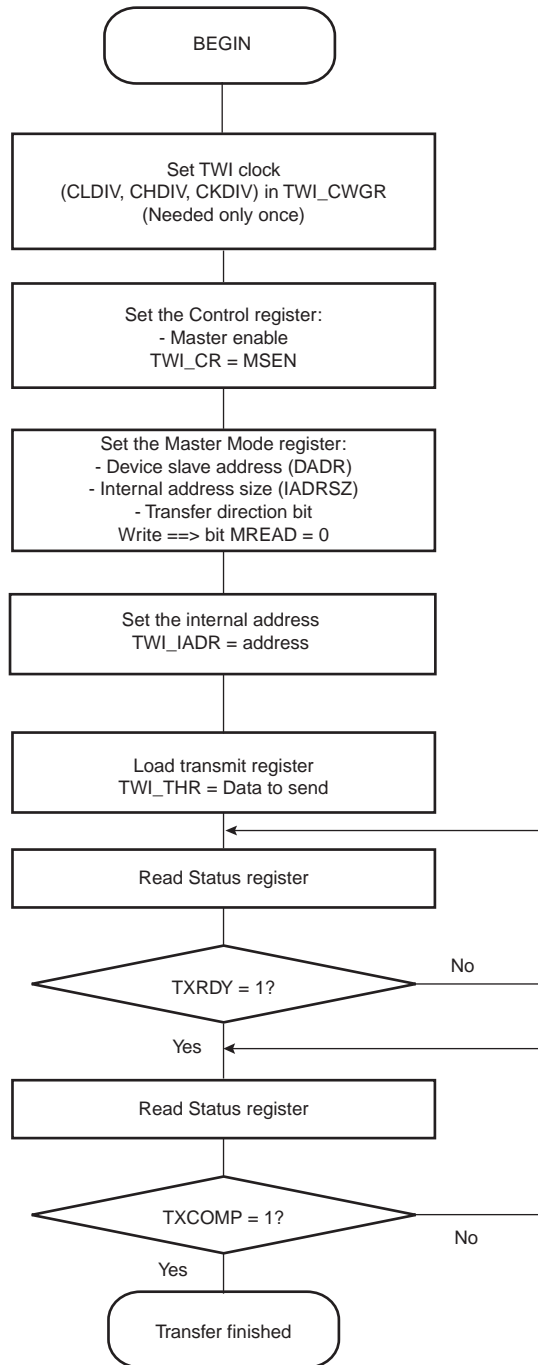 BEGIN
Set TWI clock
(CLDIV, CHDIV, CKDIV) in TWI_CWGR
(Needed only once)
Set the Control register:
- Master enable
TWI_CR = MSEN
Set the Master Mode register:
- Device slave address (DADR)
- Internal address size (IADRSZ)
- Transfer direction bit
Write ==> bit MREAD = 0
Set the internal address
TWI_IADR = address
Load transmit register
TWI_THR = Data to send
Read Status register
No
TXRDY = 1?
Yes
Read Status register
TXCOMP = 1?
No
Yes
Transfer finished